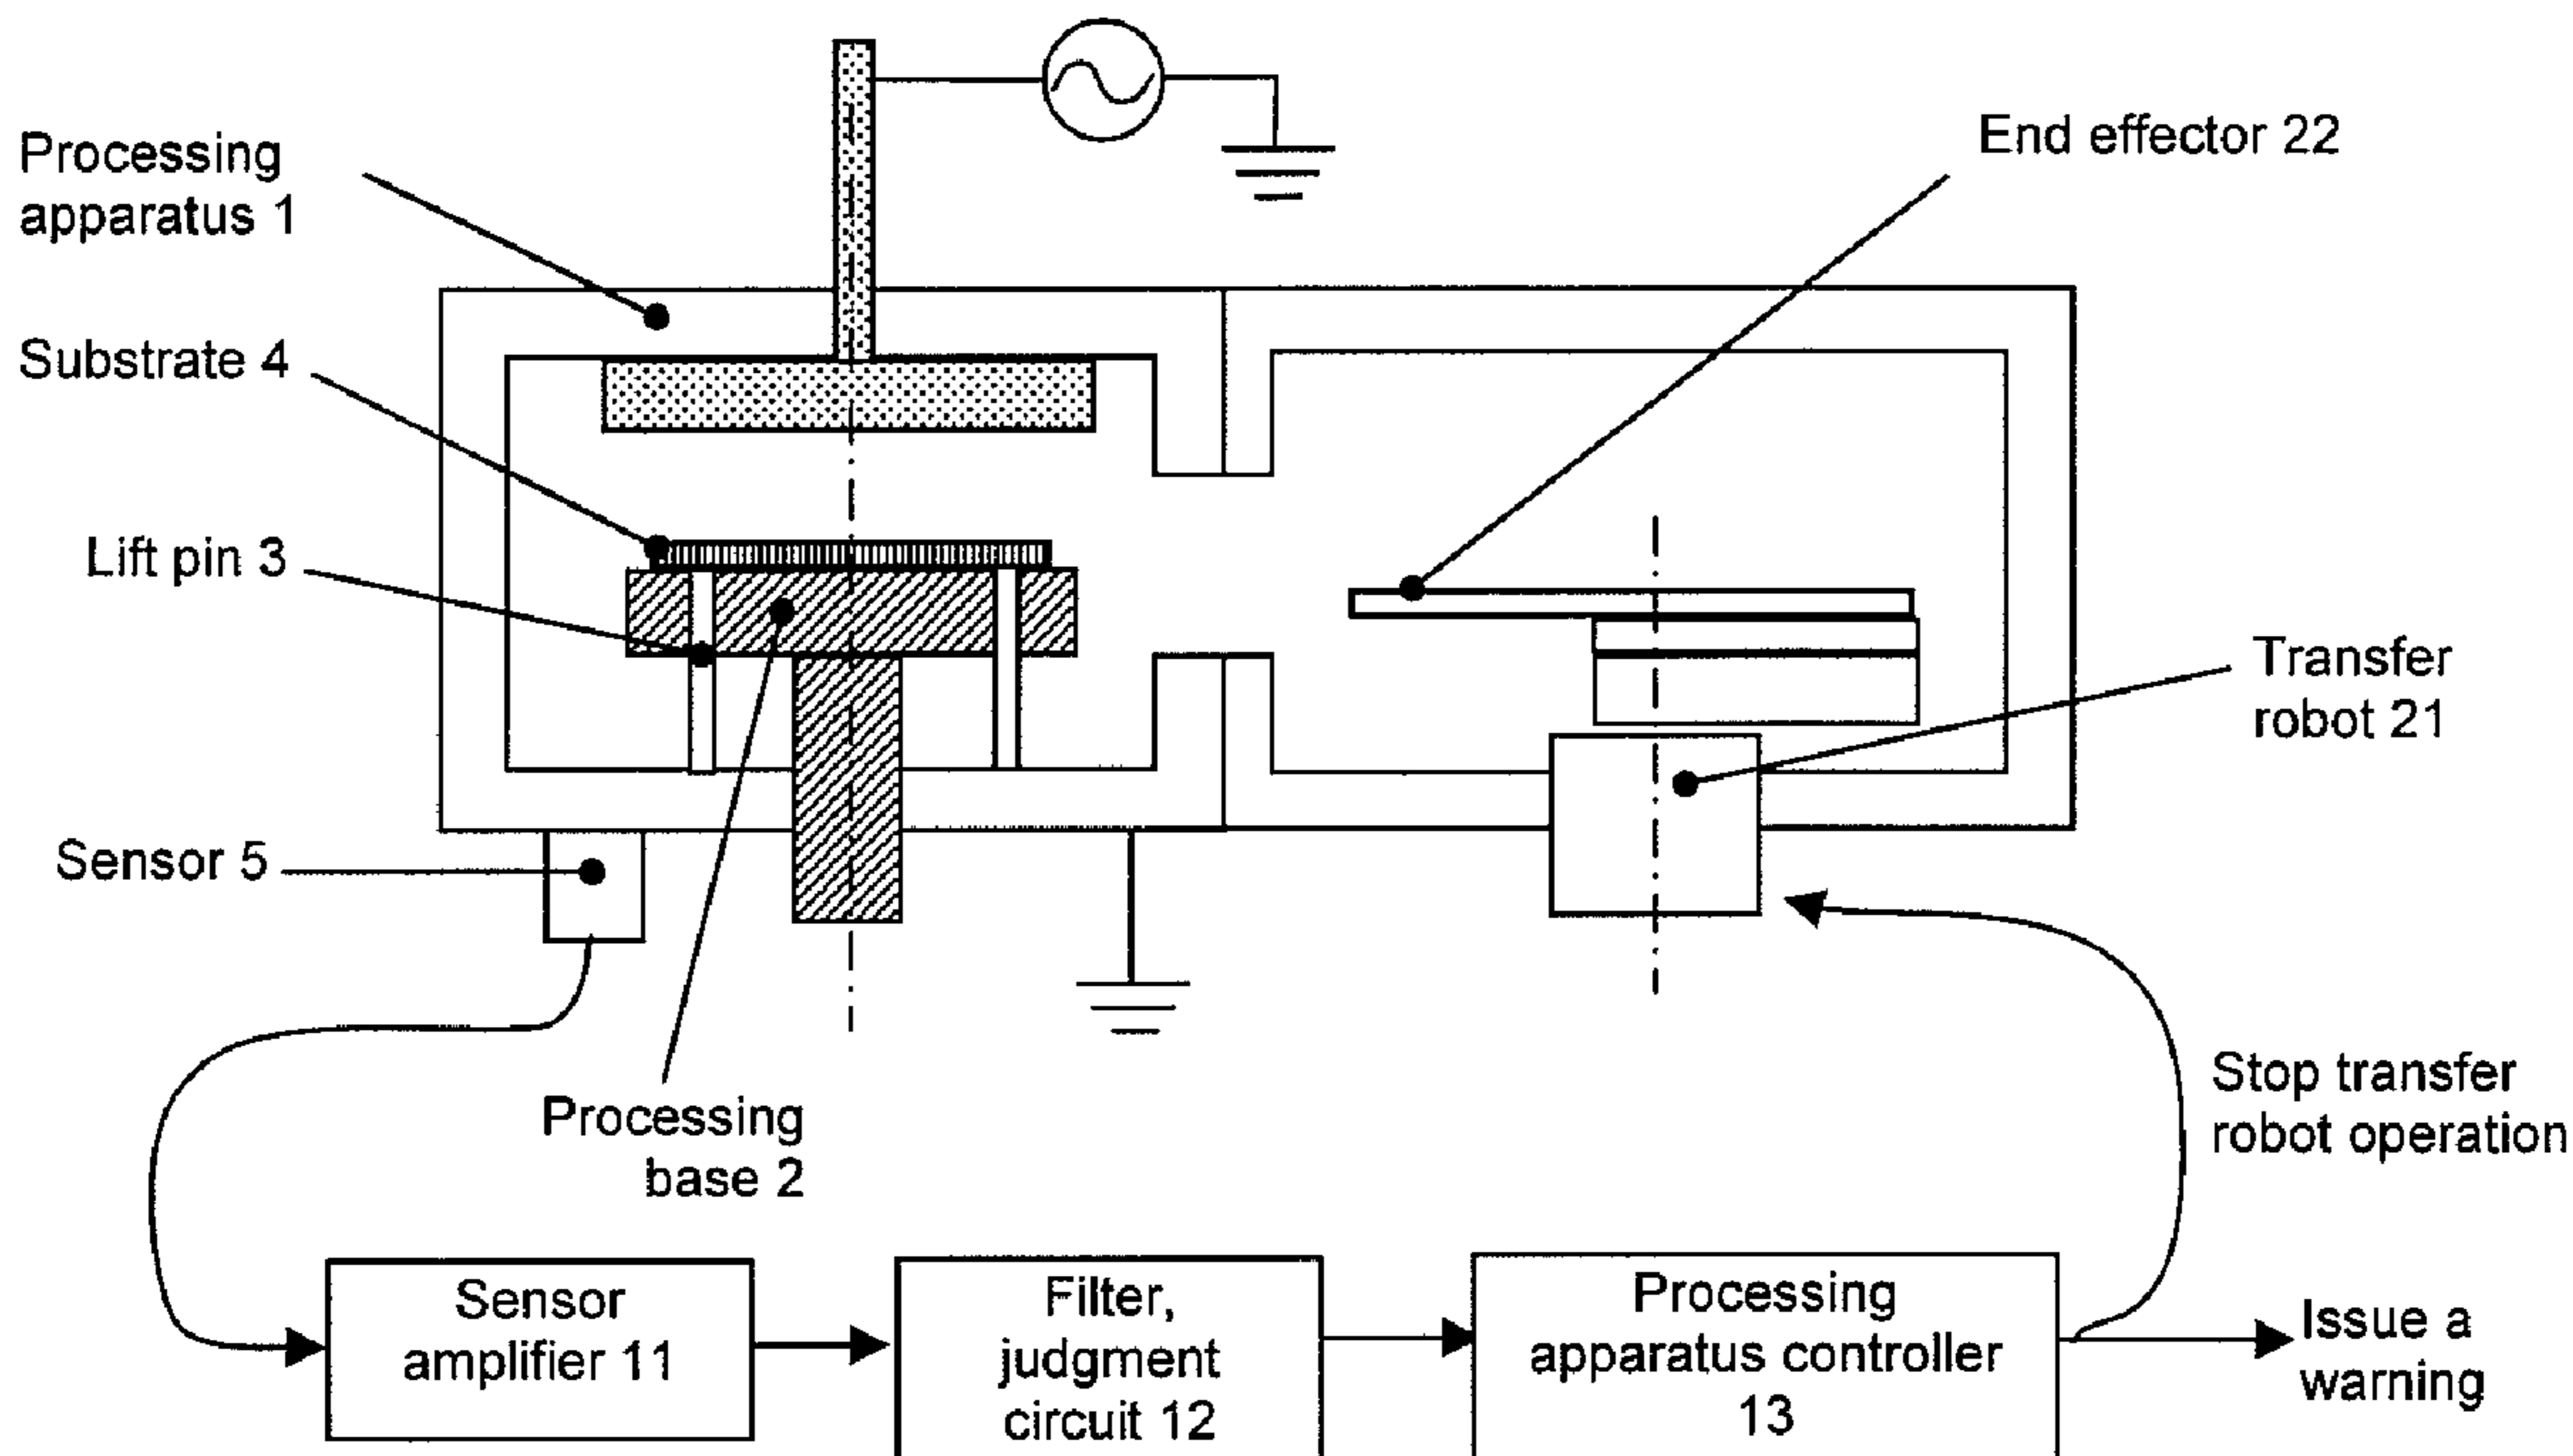 Processing
apparatus 1
End effector 22
Substrate 4
Lift pin 3
Transfer
robot 21
Sensor 5
Processing
base 2
Stop transfer
robot operation
Sensor
amplifier 11
Filter,
judgment
circuit 12
Processing
apparatus controller
13
Issue a
warning